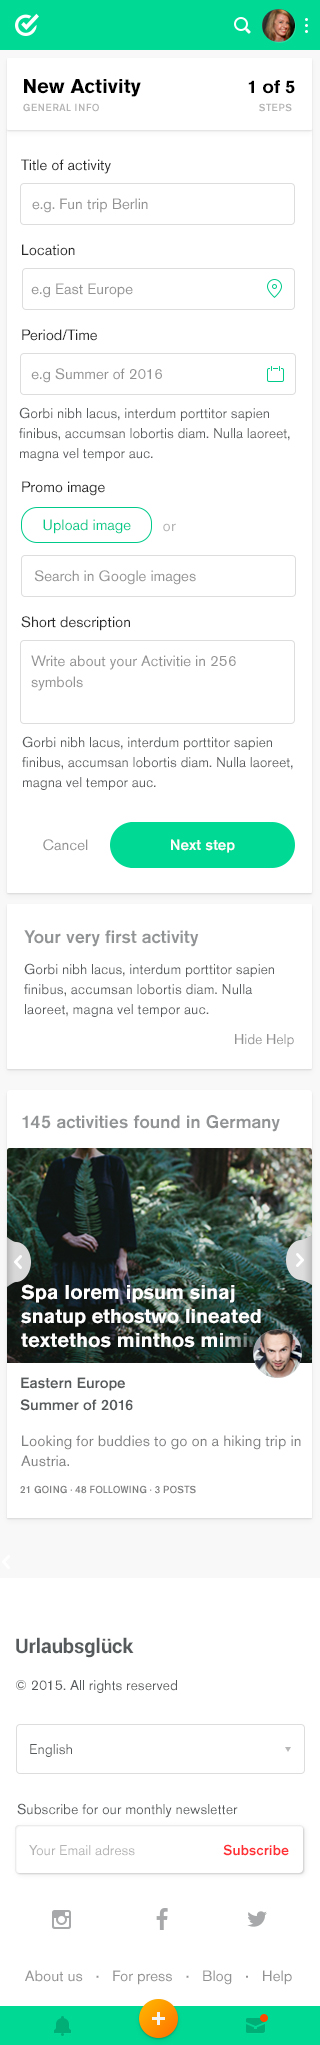 New Activity
1 of 5
GENERAL INFO
STEPS
Title of activity
e.g. Fun trip Berlin
Location
e.g East Europe
Period/Time
e.g Summer of 2016
Gorbi nibh lacus, interdum porttitor sapien
finibus, accumsan lobortis diam. Nulla laoreet,
magna vel tempor auc.
Promo image
Upload image or
Search in Google images
Short description
Write about your Activitie in 256
symbols
Gorbi nibh lacus, interdum porttitor sapien
finibus, accumsan lobortis diam. Nulla laoreet,
magna vel tempor auc.
Cancel
Next step
Your very first activity
Gorbi nibh lacus, interdum porttitor sapien
finibus, accumsan lobortis diam. Nulla
laoreet, magna vel tempor auc.
Hide Help
145 activities found in Germany
Spa lorem ipsum sinaj
snatup ethostwo lineated
textethos minthos
Eastern Europe
Summer of 2016
Looking for buddies to go on a hiking trip in
Austria.
21 GOING · 48 FOLLOWING · 3 POSTS
Urlaubsglück
© 2015. All rights reserved
English
Subscribe for our monthly newsletter
Your Email adress
Subscribe
About us · For press · Blog · Help